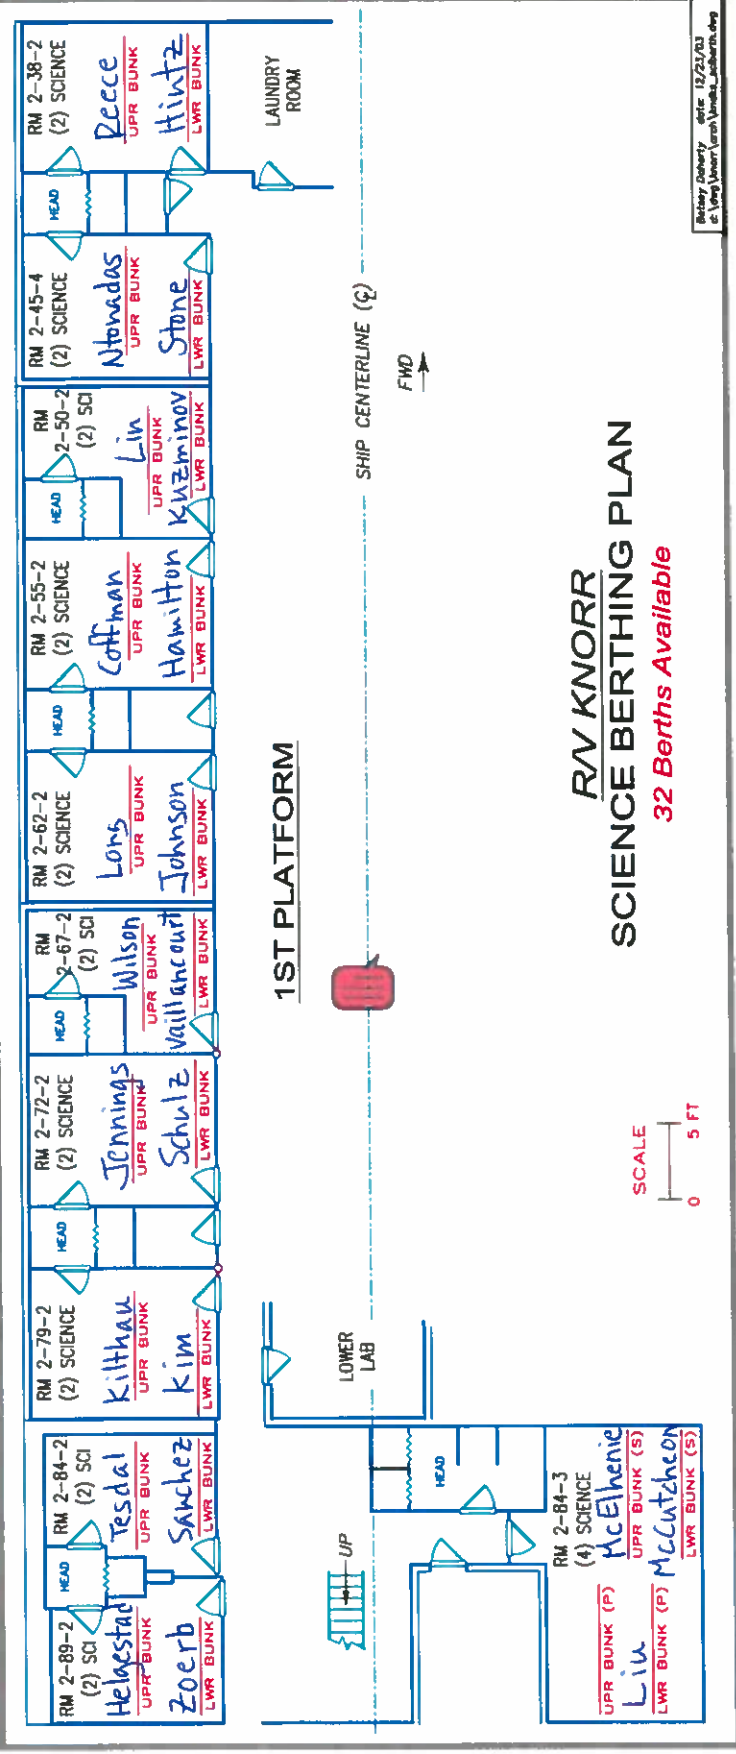 RM 2-89-2
(2) SCI
Helgestad
UPR BUNK
Zoerb
LWR BUNK
HEAD
RM 2-84-2
(2) SCI
Tesdal
UPR BUNK
Sanchez
LWR BUNK
RM 2-79-2
(2) SCIENCE
Kilthau
UPR BUNK
Kim
LWR BUNK
HEAD
RM 2-72-2
(2) SCIENCE
Jennings
UPR BUNK
Schulz
LWR BUNK
HEAD
RM
2-67-2
(2) SCI
Wilson
UPR BUNK
Vaillancourt
LWR BUNK
RM 2-62-2
(2) SCIENCE
Long
UPR BUNK
Johnson
LWR BUNK
HEAD
RM 2-55-2
(2) SCIENCE
Coffman
UPR BUNK
Hamilton
LWR BUNK
HEAD
RM
2-50-2
(2) SCI
Lin
UPR BUNK
Kuzminov
LWR BUNK
RM 2-45-4
(2) SCIENCE
Ntonadas
UPR BUNK
Stone
LWR BUNK
HEAD
RM 2-38-2
(2) SCIENCE
Reece
UPR BUNK
Hintz
LWR BUNK
LAUNDRY
ROOM
1ST PLATFORM
UP
LOWER
LAB
SHIP CENTERLINE (℄)
FWD
HEAD
RM 2-84-3
(4) SCIENCE
McElhenie
UPR BUNK (S)
McCutcheon
LWR BUNK (S)
UPR BUNK (P)
Liu
LWR BUNK (P)
R/V KNORR
SCIENCE BERTHING PLAN
32 Berths Available
SCALE
0 5 FT
Betsey Doherty date: 12/23/03